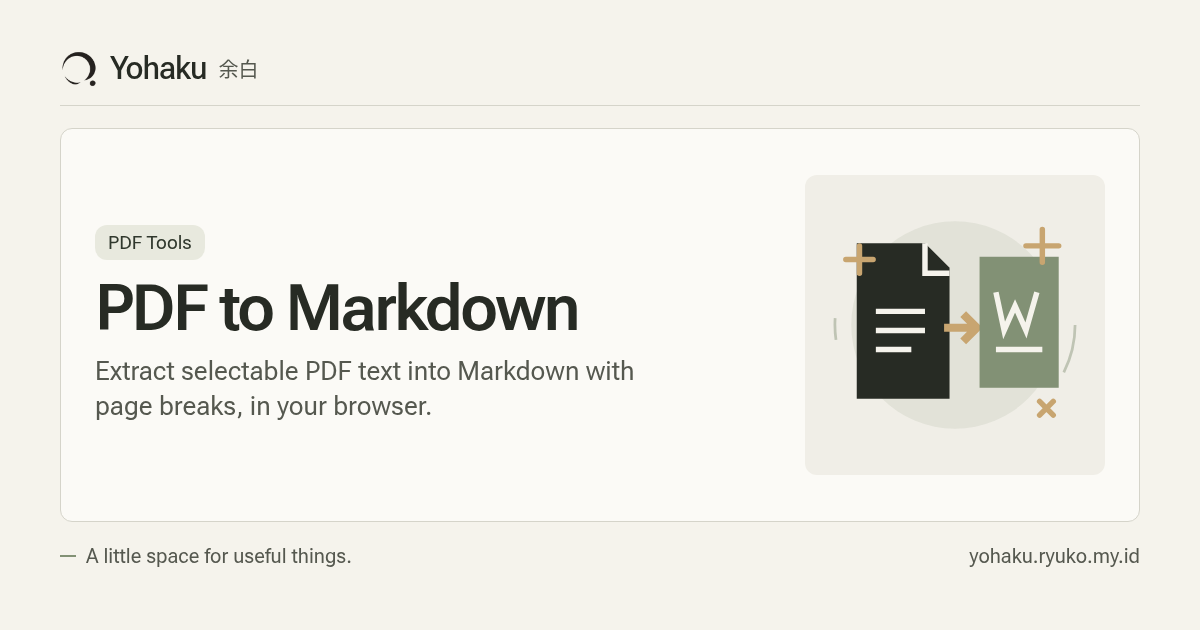 Yohaku 余白
PDF Tools
PDF to Markdown
Extract selectable PDF text into Markdown with
page breaks, in your browser.
W
— A little space for useful things.
yohaku.ryuko.my.id